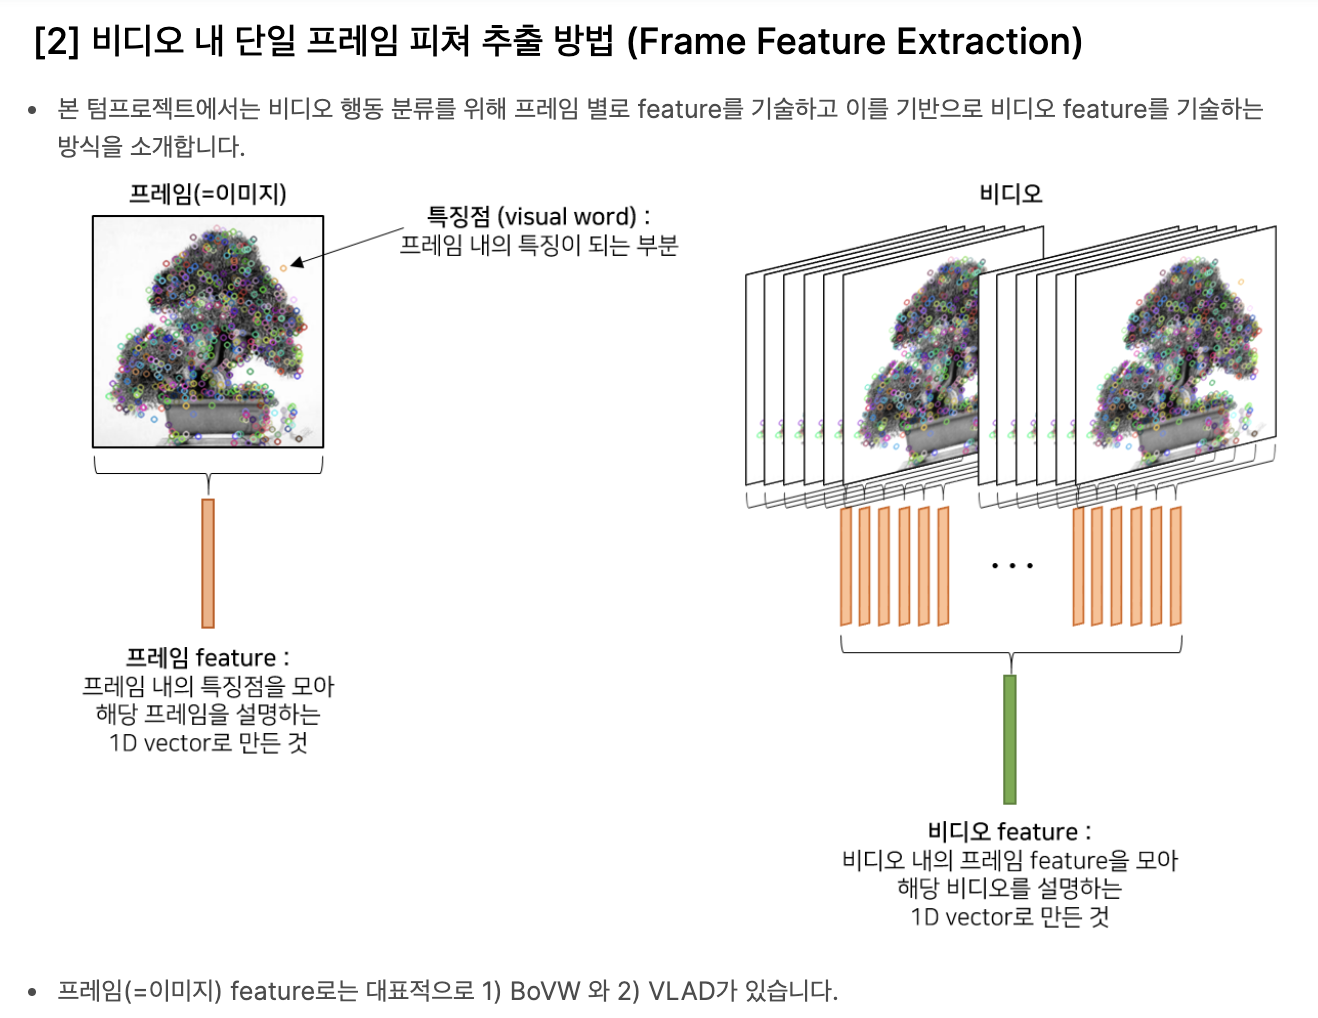 [2] 비디오 내 단일 프레임 피쳐 추출 방법 (Frame Feature Extraction)
• 본 텀프로젝트에서는 비디오 행동 분류를 위해 프레임 별로 feature를 기술하고 이를 기반으로 비디오 feature를 기술하는
방식을 소개합니다.
프레임(=이미지)
특징점 (visual word) :
프레임 내의 특징이 되는 부분
프레임 feature :
프레임 내의 특징점을 모아
해당 프레임을 설명하는
1D vector로 만든 것
비디오
...
비디오 feature :
비디오 내의 프레임 feature을 모아
해당 비디오를 설명하는
1D vector로 만든 것
• 프레임(=이미지) feature로는 대표적으로 1) BoVW 와 2) VLAD가 있습니다.